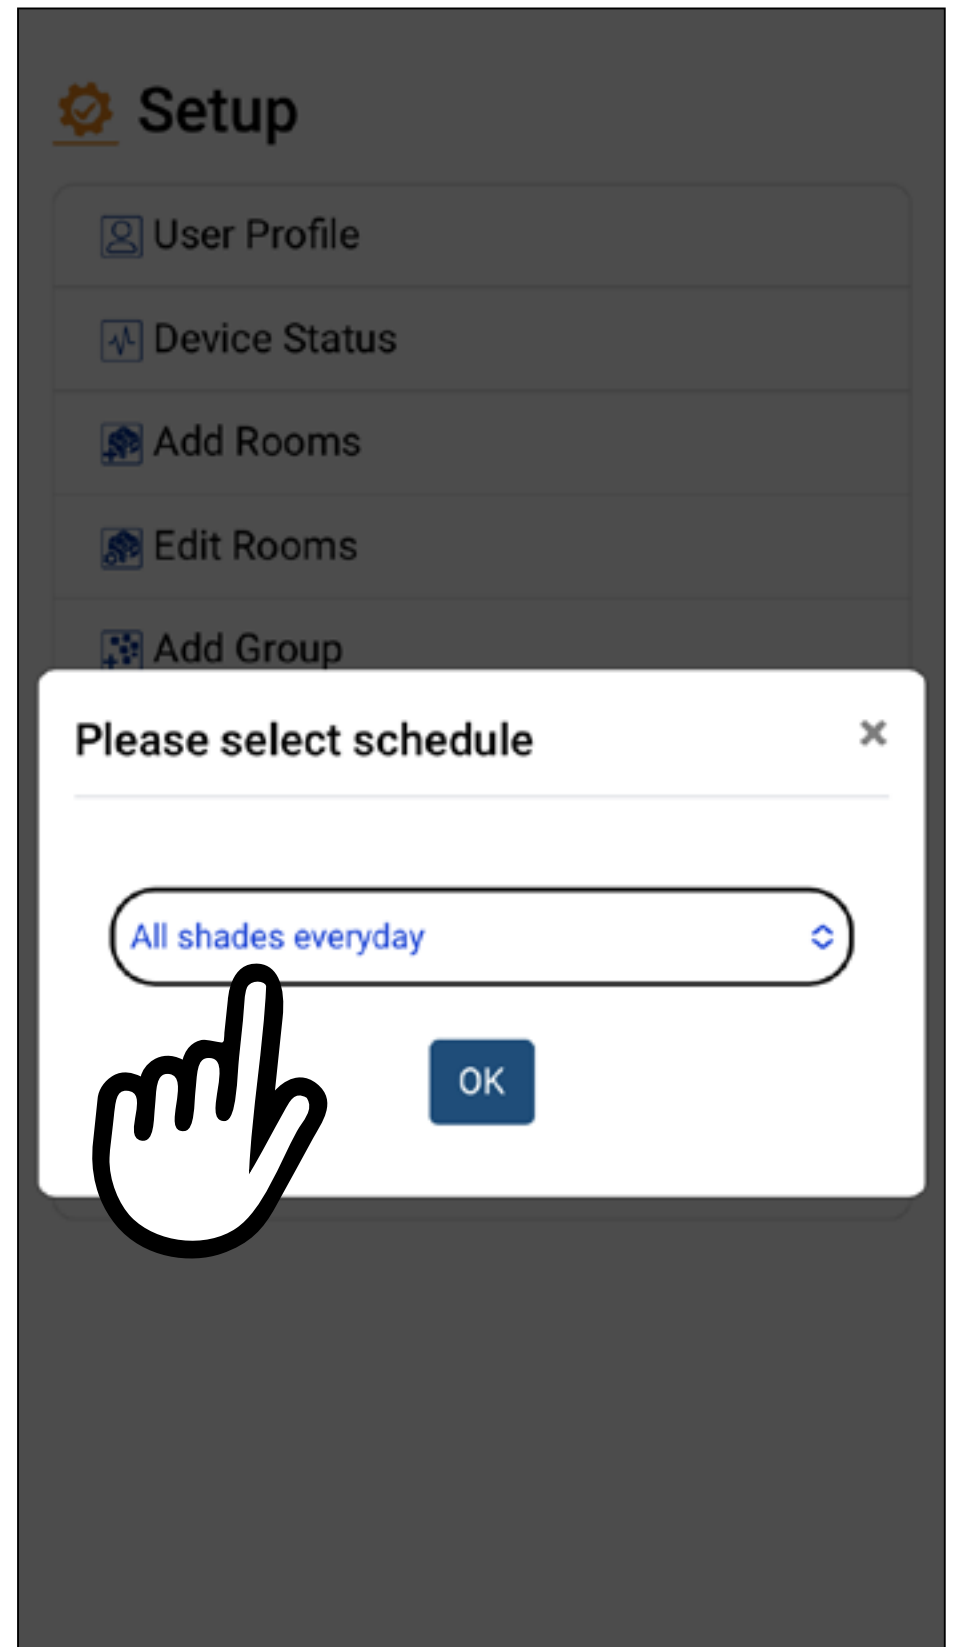 Setup
User Profile
Device Status
Add Rooms
Edit Rooms
Add Group
Please select schedule
×
All shades everyday
OK